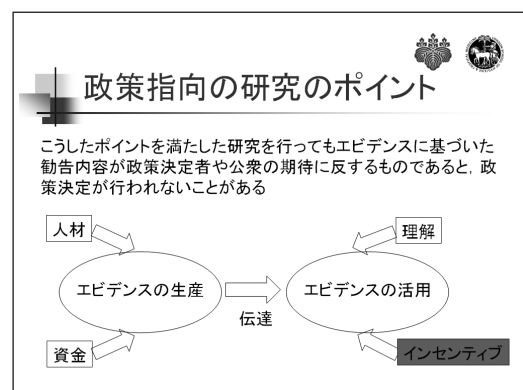 政策指向の研究のポイント
こうしたポイントを満たした研究を行ってもエビデンスに基づいた
勧告内容が政策決定者や公衆の期待に反するものであると，政
策決定が行われないことがある
人材
理解
エビデンスの生産
エビデンスの活用
伝達
資金
インセンティブ